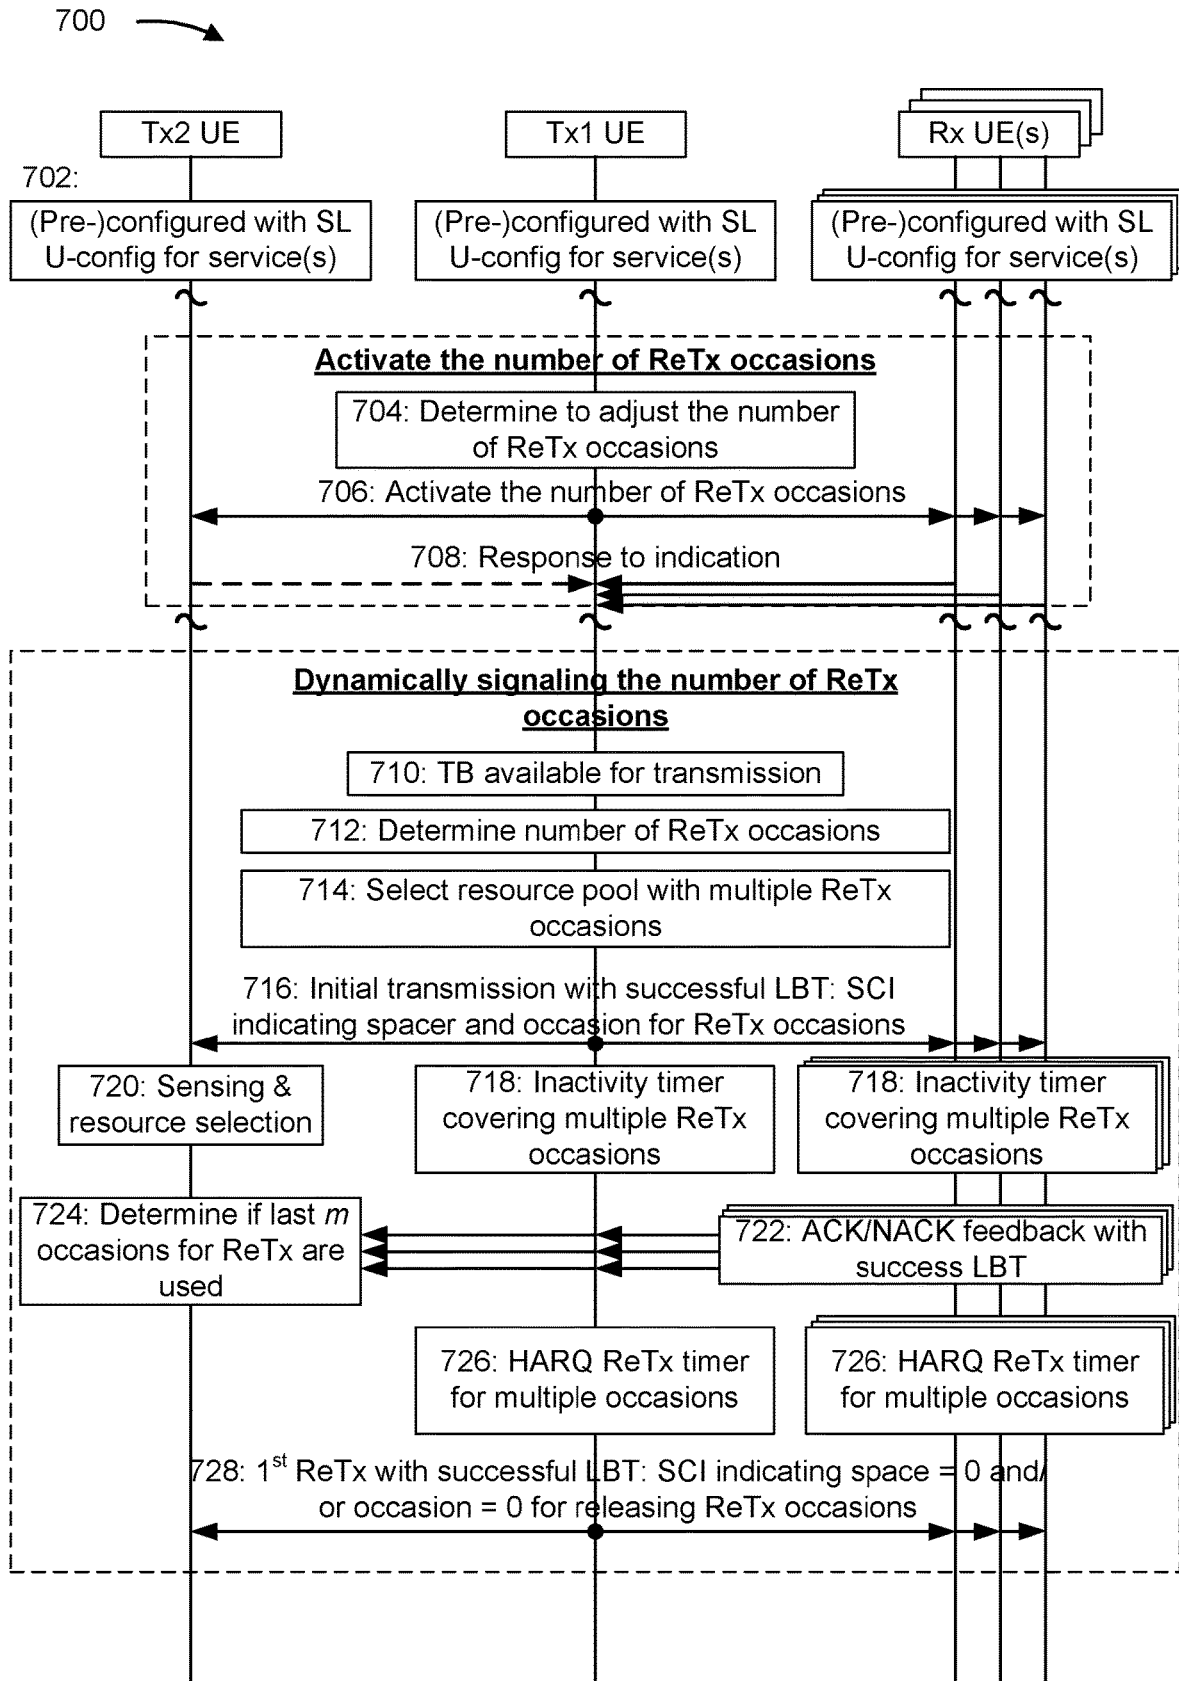 700
Tx2 UE
Tx1 UE
Rx UE(s)
702:
(Pre-)configured with SL
U-config for service(s)
(Pre-)configured with SL
U-config for service(s)
(Pre-)configured with SL
U-config for service(s)
Activate the number of ReTx occasions
704: Determine to adjust the number
of ReTx occasions
706: Activate the number of ReTx occasions
708: Response to indication
Dynamically signaling the number of ReTx
occasions
710: TB available for transmission
712: Determine number of ReTx occasions
714: Select resource pool with multiple ReTx
occasions
716: Initial transmission with successful LBT: SCI
indicating spacer and occasion for ReTx occasions
720: Sensing &
resource selection
718: Inactivity timer
covering multiple ReTx
occasions
718: Inactivity timer
covering multiple ReTx
occasions
724: Determine if last m
occasions for ReTx are
used
722: ACK/NACK feedback with
success LBT
726: HARQ ReTx timer
for multiple occasions
726: HARQ ReTx timer
for multiple occasions
728: 1st ReTx with successful LBT: SCI indicating space = 0 and/
or occasion = 0 for releasing ReTx occasions